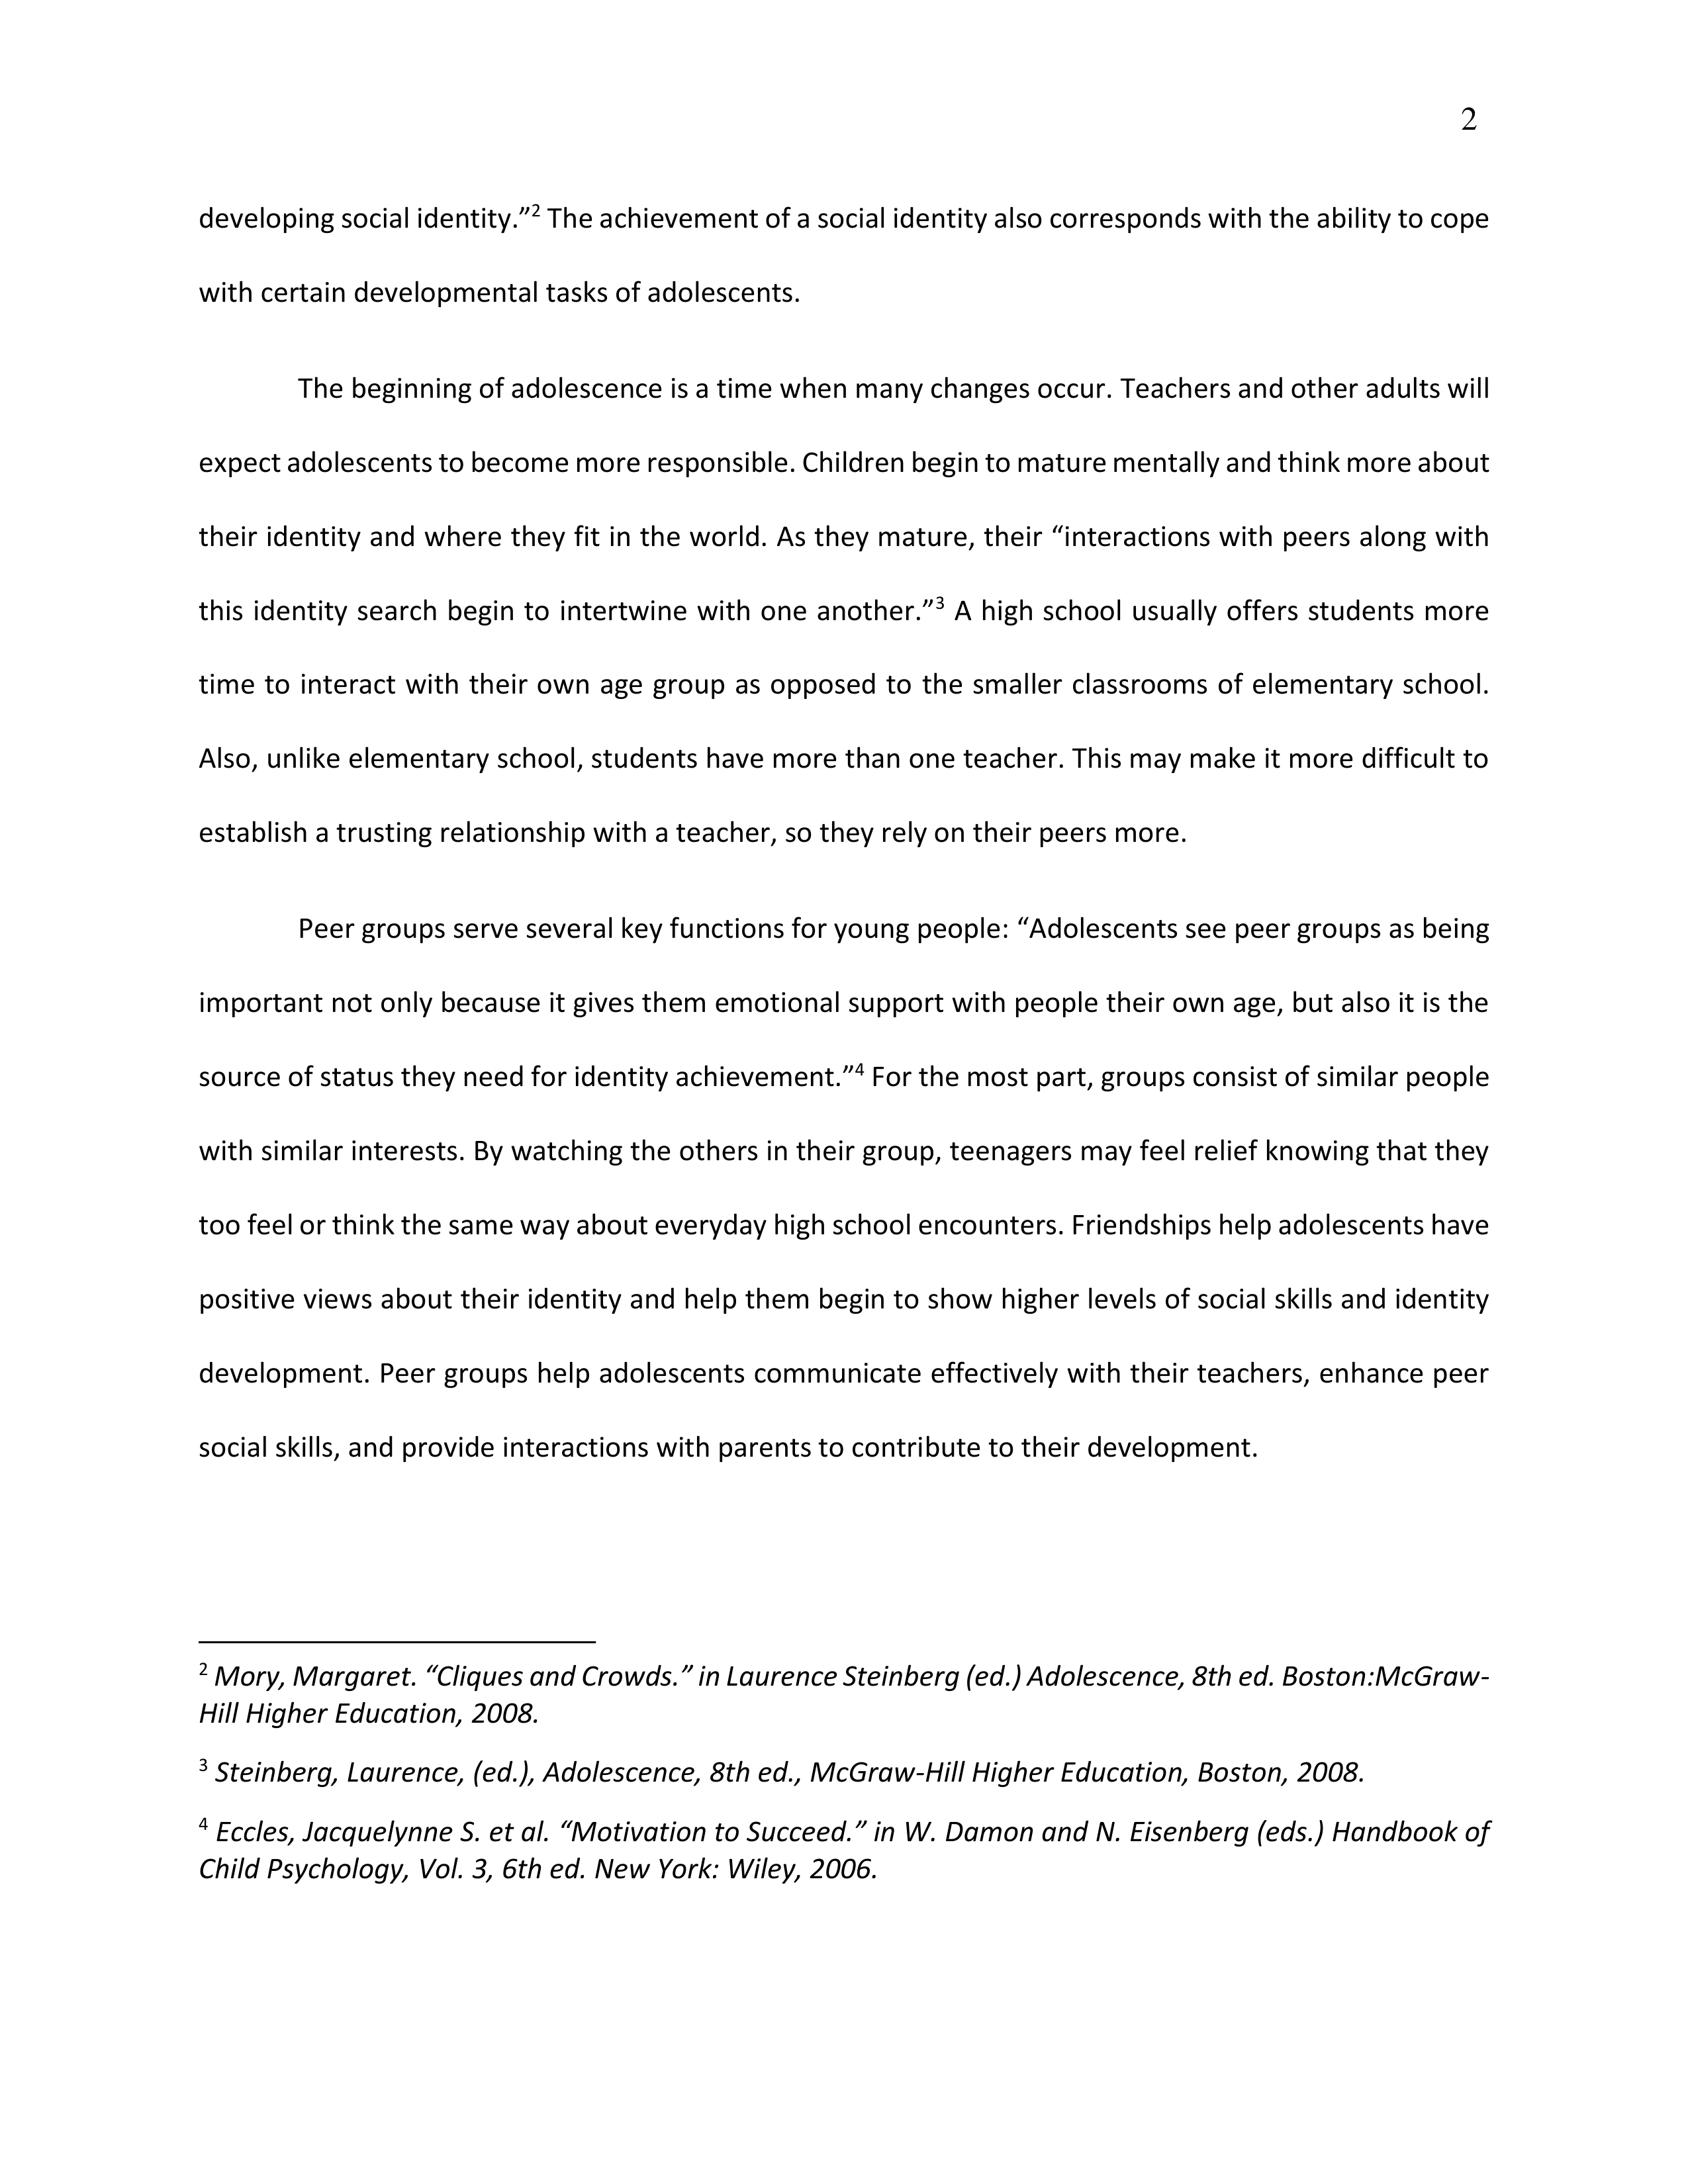 2
developing social identity.”2 The achievement of a social identity also corresponds with the ability to cope
with certain developmental tasks of adolescents.
The beginning of adolescence is a time when many changes occur. Teachers and other adults will
expect adolescents to become more responsible. Children begin to mature mentally and think more about
their identity and where they fit in the world. As they mature, their “interactions with peers along with
this identity search begin to intertwine with one another.”3 A high school usually offers students more
time to interact with their own age group as opposed to the smaller classrooms of elementary school.
Also, unlike elementary school, students have more than one teacher. This may make it more difficult to
establish a trusting relationship with a teacher, so they rely on their peers more.
Peer groups serve several key functions for young people: “Adolescents see peer groups as being
important not only because it gives them emotional support with people their own age, but also it is the
source of status they need for identity achievement.”4 For the most part, groups consist of similar people
with similar interests. By watching the others in their group, teenagers may feel relief knowing that they
too feel or think the same way about everyday high school encounters. Friendships help adolescents have
positive views about their identity and help them begin to show higher levels of social skills and identity
development. Peer groups help adolescents communicate effectively with their teachers, enhance peer
social skills, and provide interactions with parents to contribute to their development.
2 Mory, Margaret. “Cliques and Crowds.” in Laurence Steinberg (ed.) Adolescence, 8th ed. Boston:McGraw-
Hill Higher Education, 2008.
3 Steinberg, Laurence, (ed.), Adolescence, 8th ed., McGraw-Hill Higher Education, Boston, 2008.
4 Eccles, Jacquelynne S. et al. “Motivation to Succeed.” in W. Damon and N. Eisenberg (eds.) Handbook of
Child Psychology, Vol. 3, 6th ed. New York: Wiley, 2006.